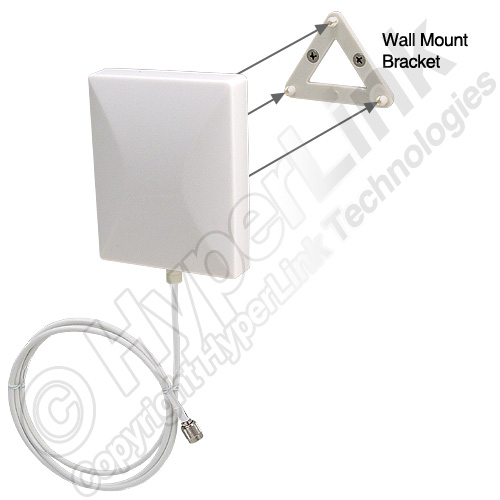 Wall Mount
Bracket
© HyperLink
Copyright HyperLink Technologies